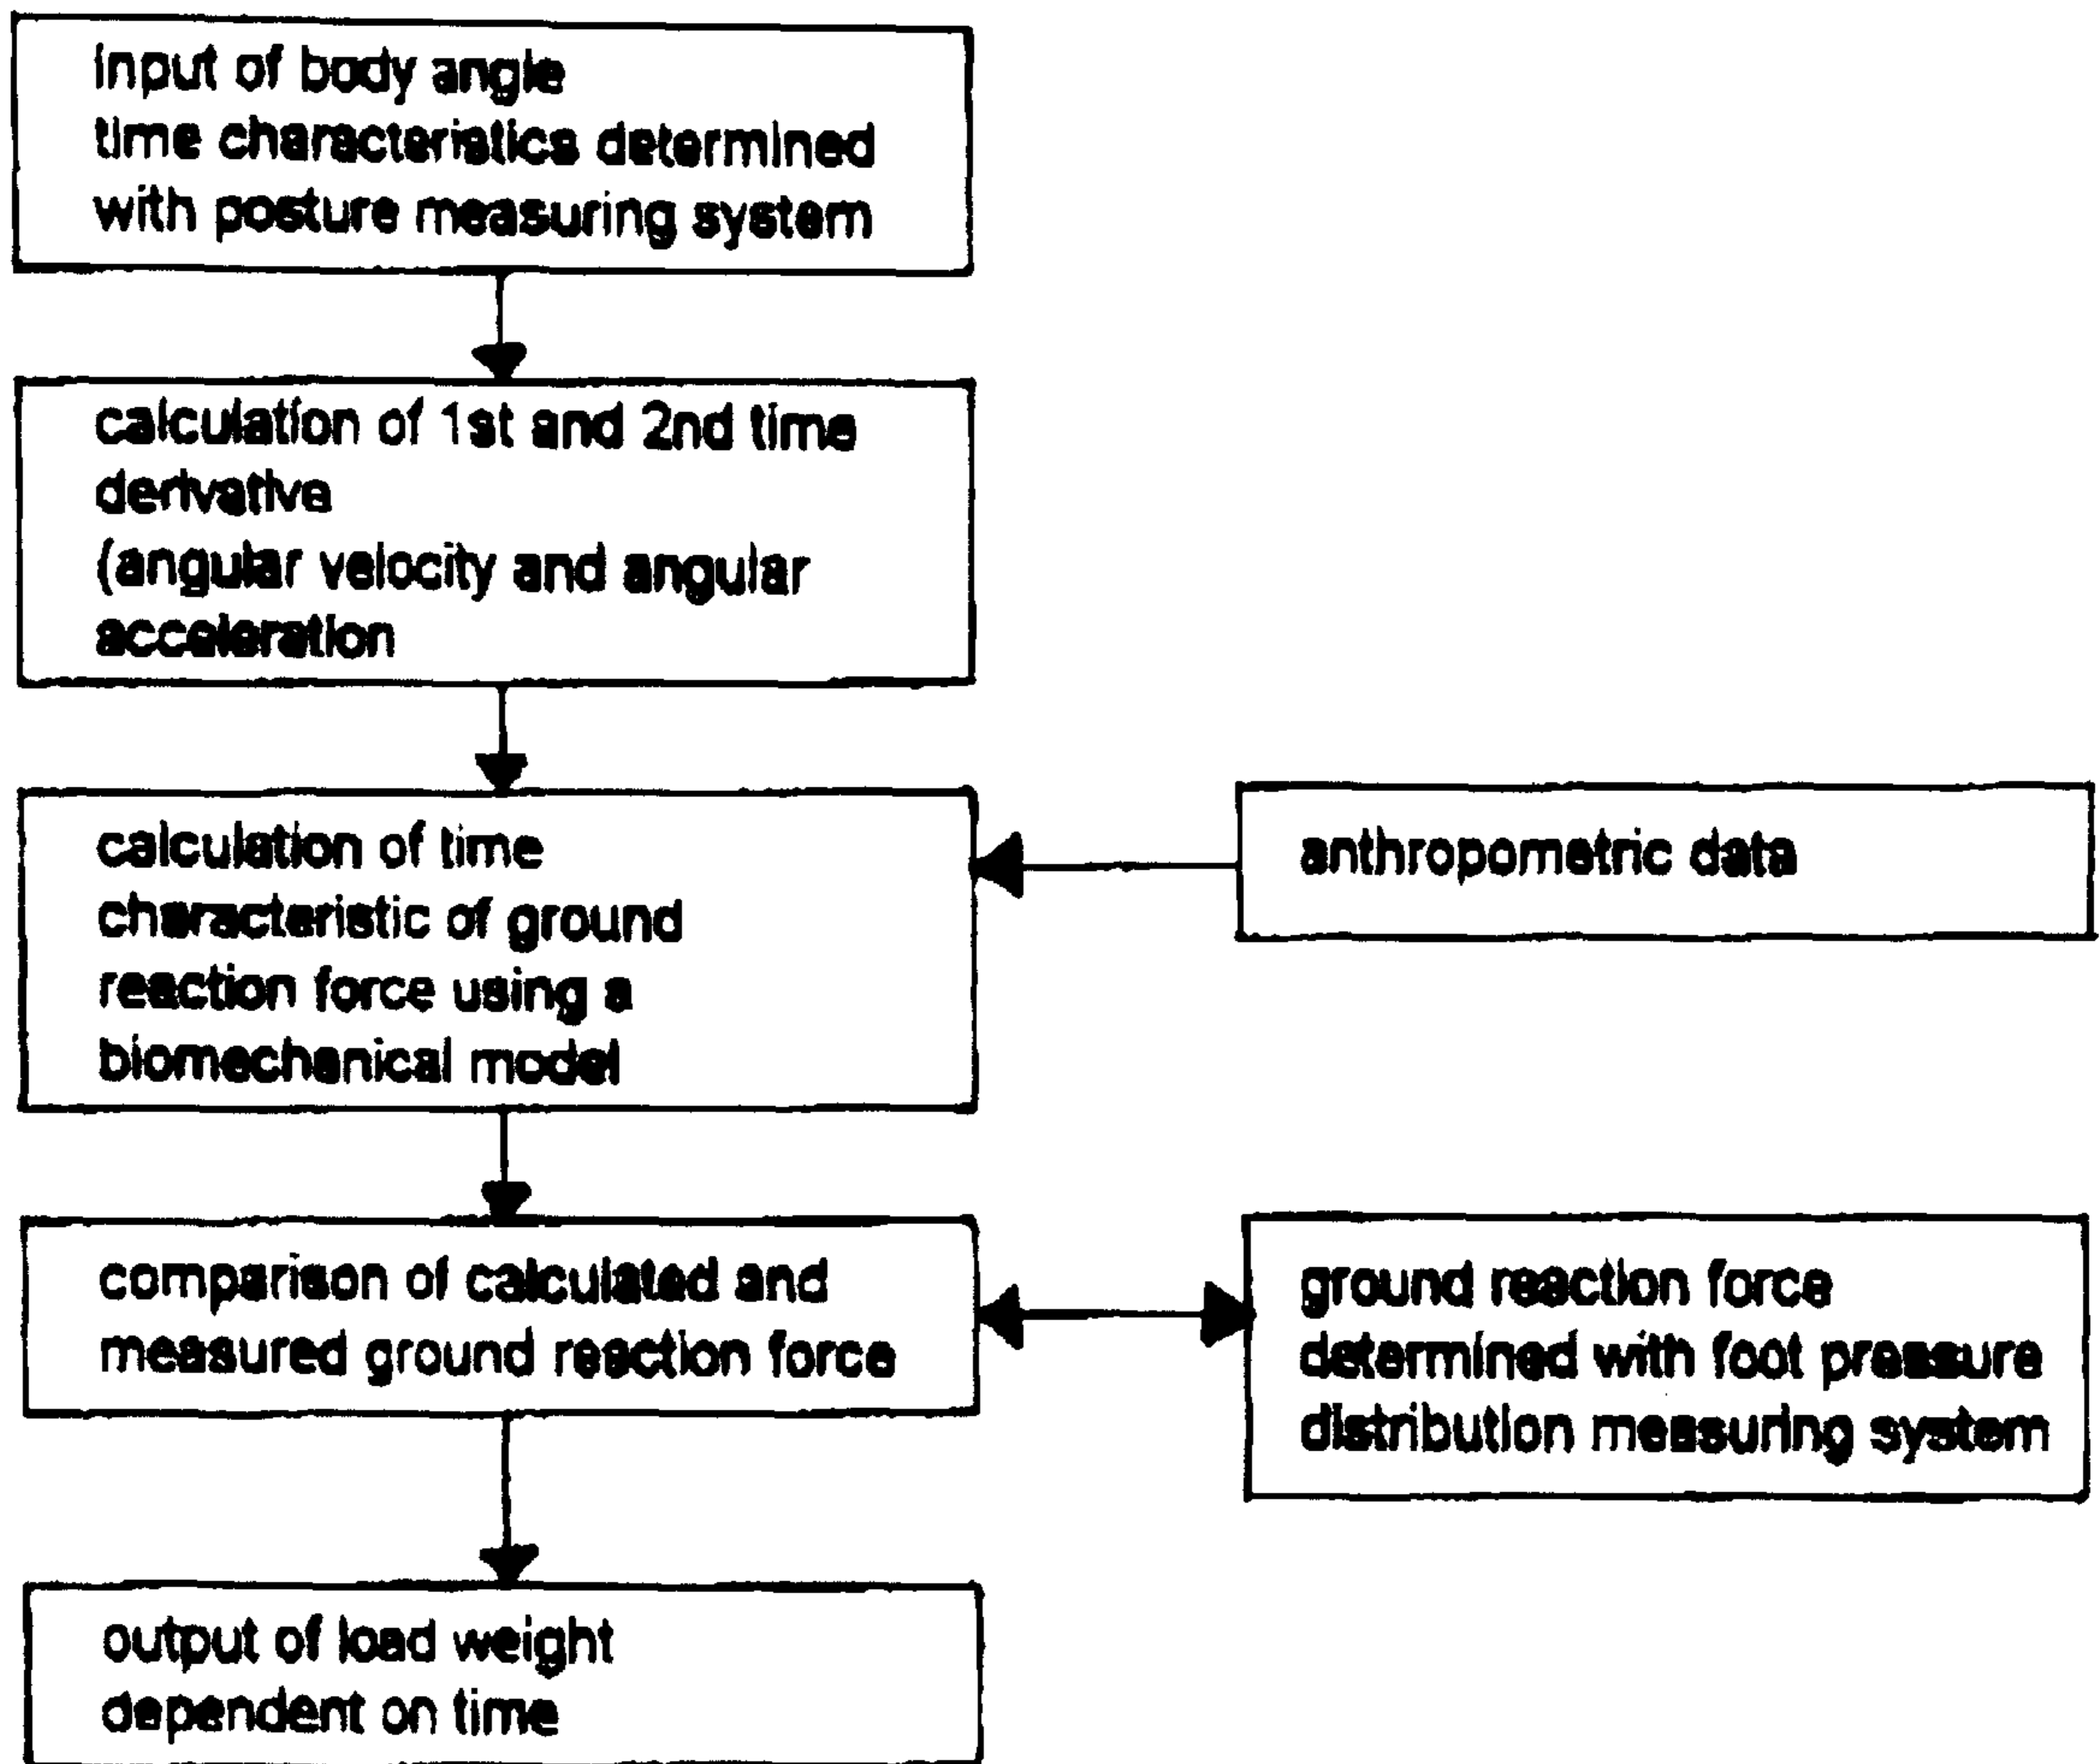 input of body angle
time characteristics determined
with posture measuring system
calculation of 1st and 2nd time
derivative
(angular velocity and angular
acceleration
calculation of time
characteristic of ground
reaction force using a
biomechanical model
anthropometric data
comparison of calculated and
measured ground reaction force
ground reaction force
determined with foot pressure
distribution measuring system
output of load weight
dependent on time